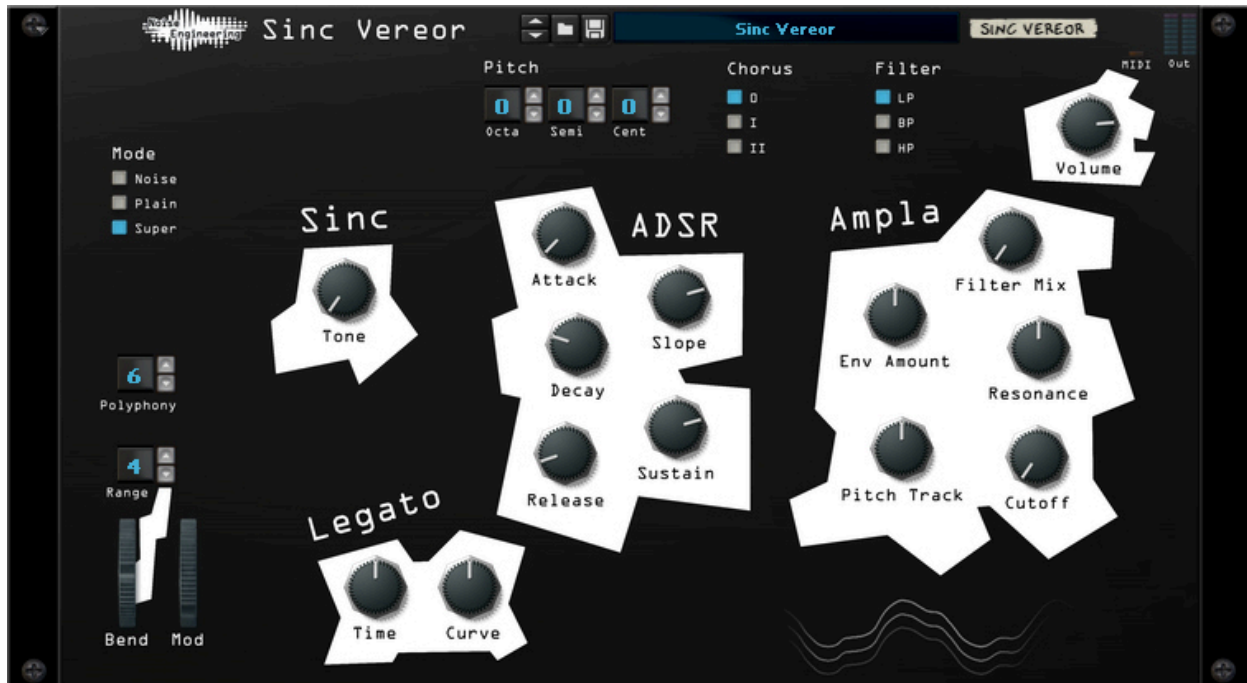 Noise
Engineering
Sinc Vereor
Sinc Vereor
SINC VEREOR
MIDI Out
Pitch
0 0 0
Octa Semi Cent
Chorus
O
I
II
Filter
LP
BP
HP
Volume
Mode
Noise
Plain
Super
Sinc
Tone
ADSR
Attack
Slope
Decay
Sustain
Release
Ampla
Filter Mix
Env Amount
Resonance
Pitch Track
Cutoff
6
Polyphony
4
Range
Bend Mod
Legato
Time Curve